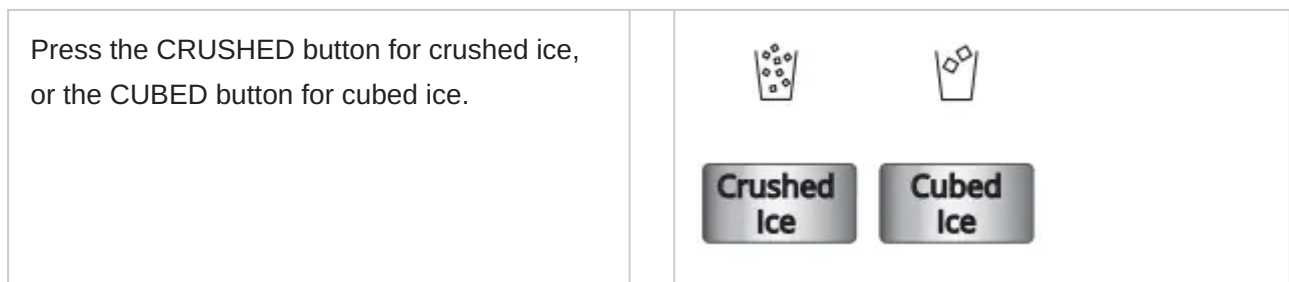 Press the CRUSHED button for crushed ice,
or the CUBED button for cubed ice.
Crushed
Ice
Cubed
Ice